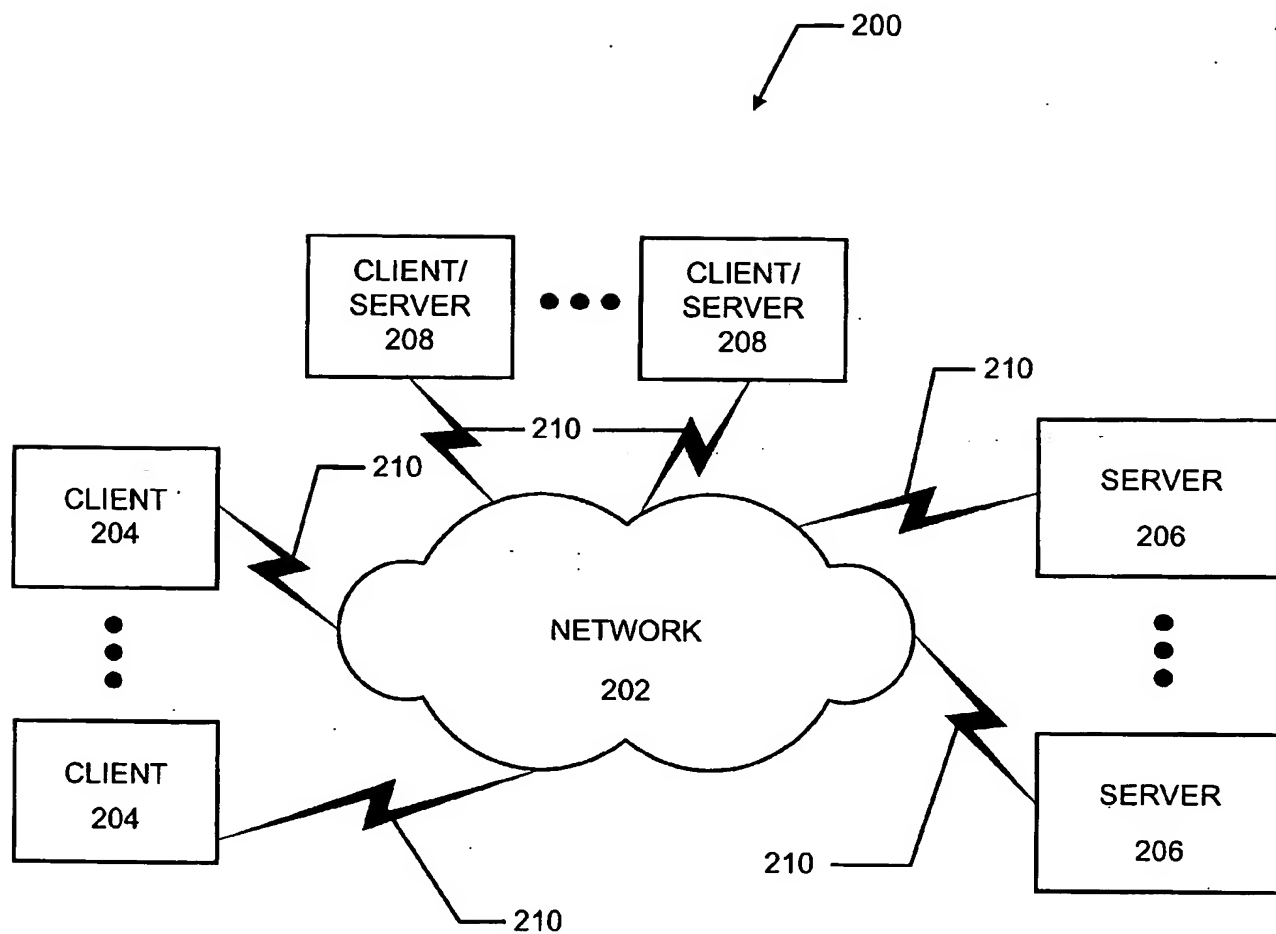 200
CLIENT/
SERVER
208
CLIENT/
SERVER
208
210
210
210
CLIENT
204
SERVER
206
NETWORK
202
CLIENT
204
SERVER
206
210
210